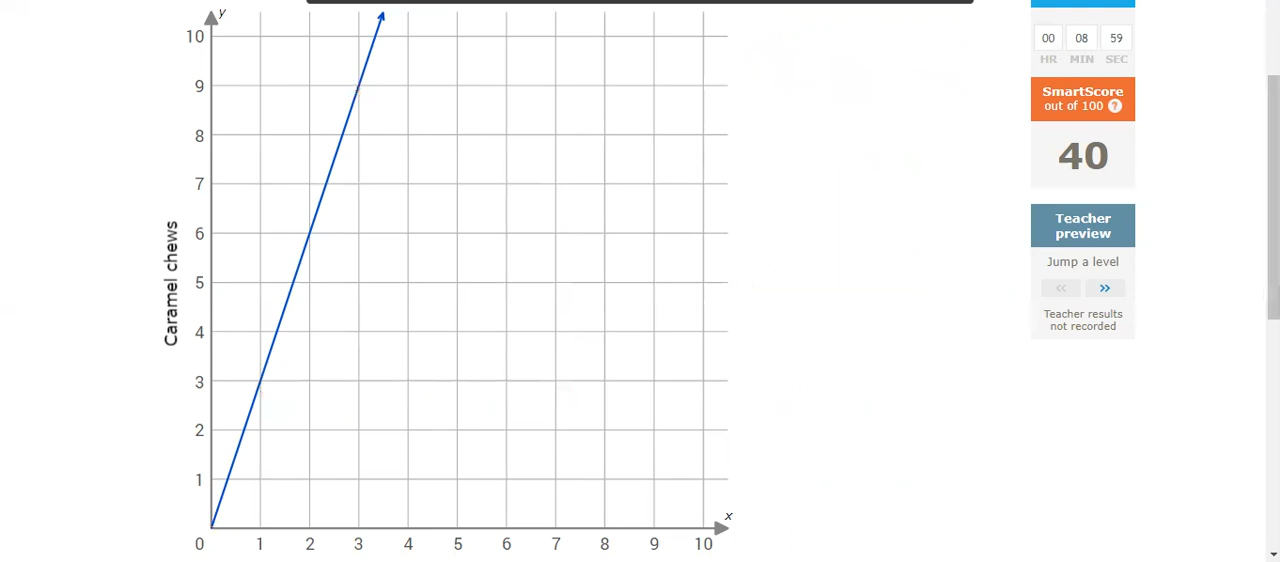 y
10
9
8
7
6
5
4
3
2
1
Caramel chews
x
0 1 2 3 4 5 6 7 8 9 10
00 08 59
HR MIN SEC
SmartScore
out of 100 ?
40
Teacher
preview
Jump a level
<< >>
Teacher results
not recorded